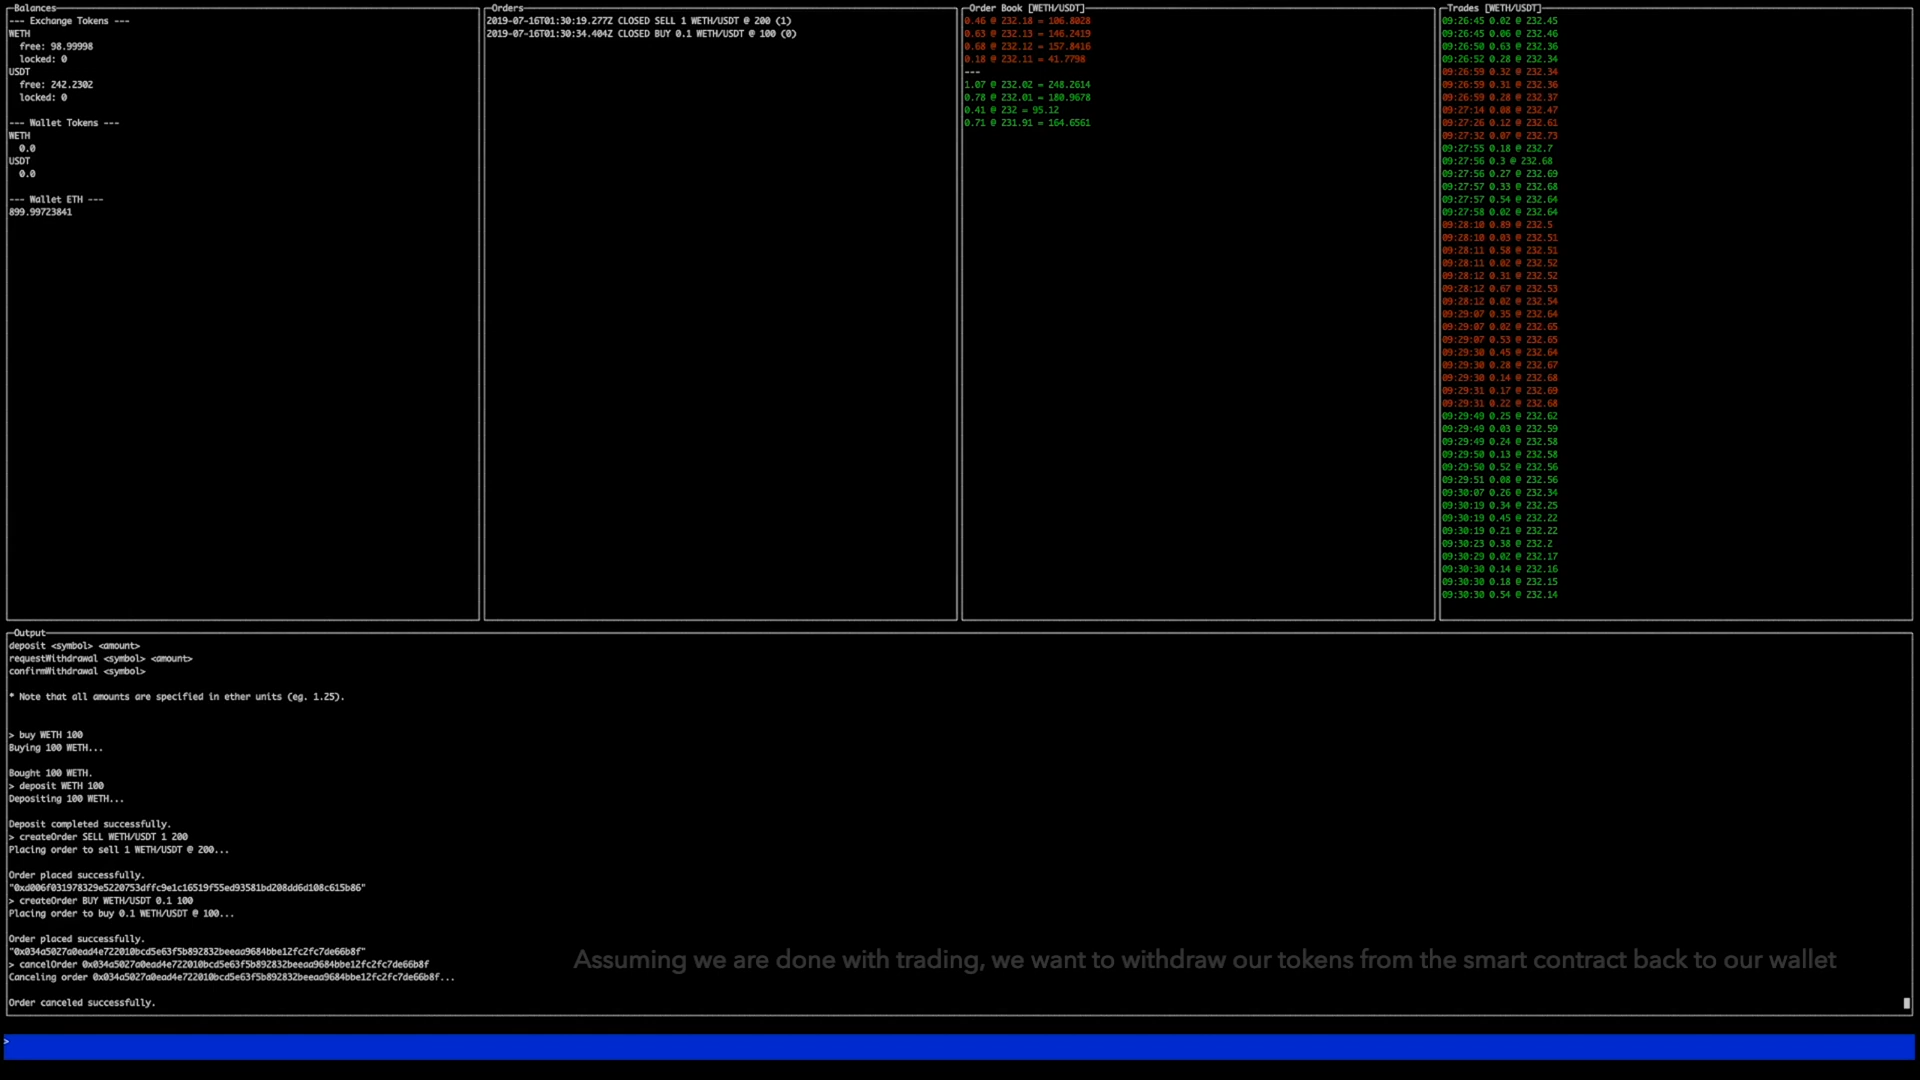 Balances
--- Exchange Tokens ---
WETH
free: 98.99998
locked: 0
USDT
free: 242.2302
locked: 0
--- Wallet Tokens ---
WETH
0.0
USDT
0.0
--- Wallet ETH ---
899.99723841
Orders
2019-07-16T01:30:19.277Z CLOSED SELL 1 WETH/USDT @ 200 (1)
2019-07-16T01:30:34.404Z CLOSED BUY 0.1 WETH/USDT @ 100 (0)
Order Book [WETH/USDT]
0.46 @ 232.18 = 106.8028
0.63 @ 232.13 = 146.2419
0.68 @ 232.12 = 157.8416
0.18 @ 232.11 = 41.7798
---
1.07 @ 232.02 = 248.2614
0.78 @ 232.01 = 180.9678
0.41 @ 232 = 95.12
0.71 @ 231.91 = 164.6561
Trades [WETH/USDT]
09:26:45 0.02 @ 232.45
09:26:45 0.06 @ 232.46
09:26:50 0.63 @ 232.36
09:26:52 0.28 @ 232.34
09:26:59 0.32 @ 232.34
09:26:59 0.31 @ 232.36
09:26:59 0.28 @ 232.37
09:27:14 0.08 @ 232.47
09:27:26 0.12 @ 232.61
09:27:32 0.07 @ 232.73
09:27:55 0.18 @ 232.7
09:27:56 0.3 @ 232.68
09:27:56 0.27 @ 232.69
09:27:57 0.33 @ 232.68
09:27:57 0.54 @ 232.64
09:27:58 0.02 @ 232.64
09:28:10 0.89 @ 232.5
09:28:10 0.03 @ 232.51
09:28:11 0.58 @ 232.51
09:28:11 0.02 @ 232.52
09:28:12 0.31 @ 232.52
09:28:12 0.67 @ 232.53
09:28:12 0.02 @ 232.54
09:29:07 0.35 @ 232.64
09:29:07 0.02 @ 232.65
09:29:07 0.53 @ 232.65
09:29:30 0.45 @ 232.64
09:29:30 0.28 @ 232.67
09:29:30 0.14 @ 232.68
09:29:31 0.17 @ 232.69
09:29:31 0.22 @ 232.68
09:29:49 0.25 @ 232.62
09:29:49 0.03 @ 232.59
09:29:49 0.24 @ 232.58
09:29:50 0.13 @ 232.58
09:29:50 0.52 @ 232.56
09:29:51 0.08 @ 232.56
09:30:07 0.26 @ 232.34
09:30:19 0.34 @ 232.25
09:30:19 0.45 @ 232.22
09:30:19 0.21 @ 232.22
09:30:23 0.38 @ 232.2
09:30:29 0.02 @ 232.17
09:30:30 0.14 @ 232.16
09:30:30 0.18 @ 232.15
09:30:30 0.54 @ 232.14
Output
deposit <symbol> <amount>
requestWithdrawal <symbol> <amount>
confirmWithdrawal <symbol>
* Note that all amounts are specified in ether units (eg. 1.25).
> buy WETH 100
Buying 100 WETH...
Bought 100 WETH.
> deposit WETH 100
Depositing 100 WETH...
Deposit completed successfully.
> createOrder SELL WETH/USDT 1 200
Placing order to sell 1 WETH/USDT @ 200...
Order placed successfully.
"0xd006f031978329e5220753dffc9e1c16519f55ed93581bd208dd6d108c615b86"
> createOrder BUY WETH/USDT 0.1 100
Placing order to buy 0.1 WETH/USDT @ 100...
Order placed successfully.
"0x034a5027a0ead4e722010bcd5e63f5b892832beeaa9684bbe12fc2fc7de66b8f"
> cancelOrder 0x034a5027a0ead4e722010bcd5e63f5b892832beeaa9684bbe12fc2fc7de66b8f
Canceling order 0x034a5027a0ead4e722010bcd5e63f5b892832beeaa9684bbe12fc2fc7de66b8f...
Order canceled successfully.
Assuming we are done with trading, we want to withdraw our tokens from the smart contract back to our wallet
>